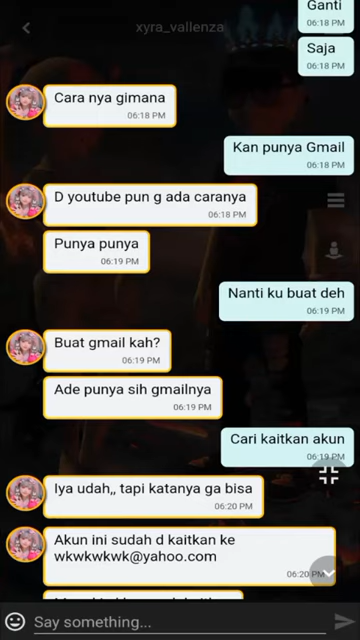 Ganti
06:18 PM
xyra_vallenza
Saja
06:18 PM
Cara nya gimana
06:18 PM
Kan punya Gmail
06:18 PM
D youtube pun g ada caranya
06:18 PM
Punya punya
06:19 PM
Nanti ku buat deh
06:19 PM
Buat gmail kah?
06:19 PM
Ade punya sih gmailnya
06:19 PM
Cari kaitkan akun
06:19 PM
Iya udah,, tapi katanya ga bisa
06:20 PM
Akun ini sudah d kaitkan ke
wkwkwkwk@yahoo.com
06:20 PM
Say something...